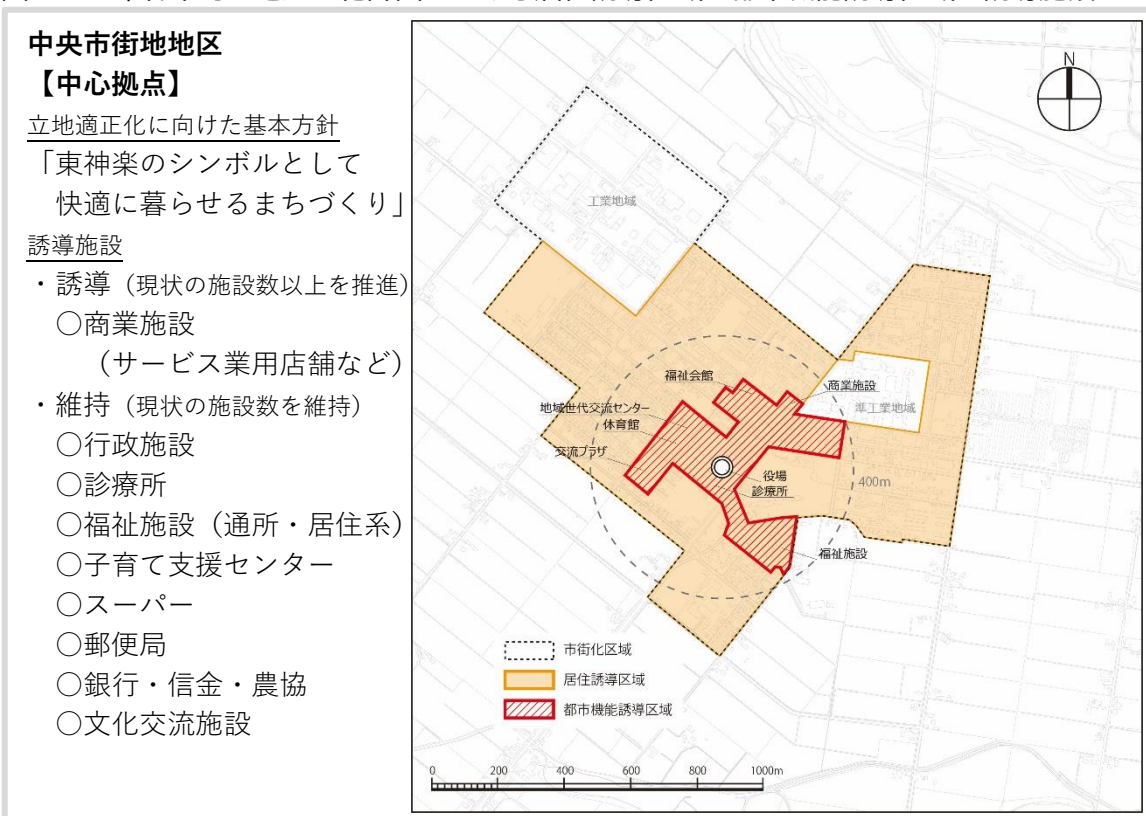 中央市街地地区
【中心拠点】
立地適正化に向けた基本方針
「東神楽のシンボルとして
快適に暮らせるまちづくり」
誘導施設
・誘導（現状の施設数以上を推進）
○商業施設
（サービス業用店舗など）
・維持（現状の施設数を維持）
○行政施設
○診療所
○福祉施設（通所・居住系）
○子育て支援センター
○スーパー
○郵便局
○銀行・信金・農協
○文化交流施設
N
工業地域
福祉会館
商業施設
地域世代交流センター
準工業地域
体育館
交流プラザ
役場
診療所
400m
福祉施設
市街化区域
居住誘導区域
都市機能誘導区域
0 200 400 600 800 1000m